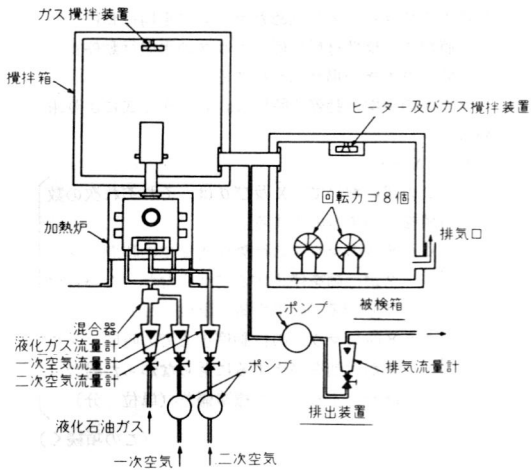 ガス攪拌装置
攪拌箱
ヒーター及びガス攪拌装置
回転カゴ8個
排気口
加熱炉
被検箱
ポンプ
混合器
液化ガス流量計
一次空気流量計
二次空気流量計
ポンプ
排気流量計
排出装置
液化石油ガス
一次空気
二次空気